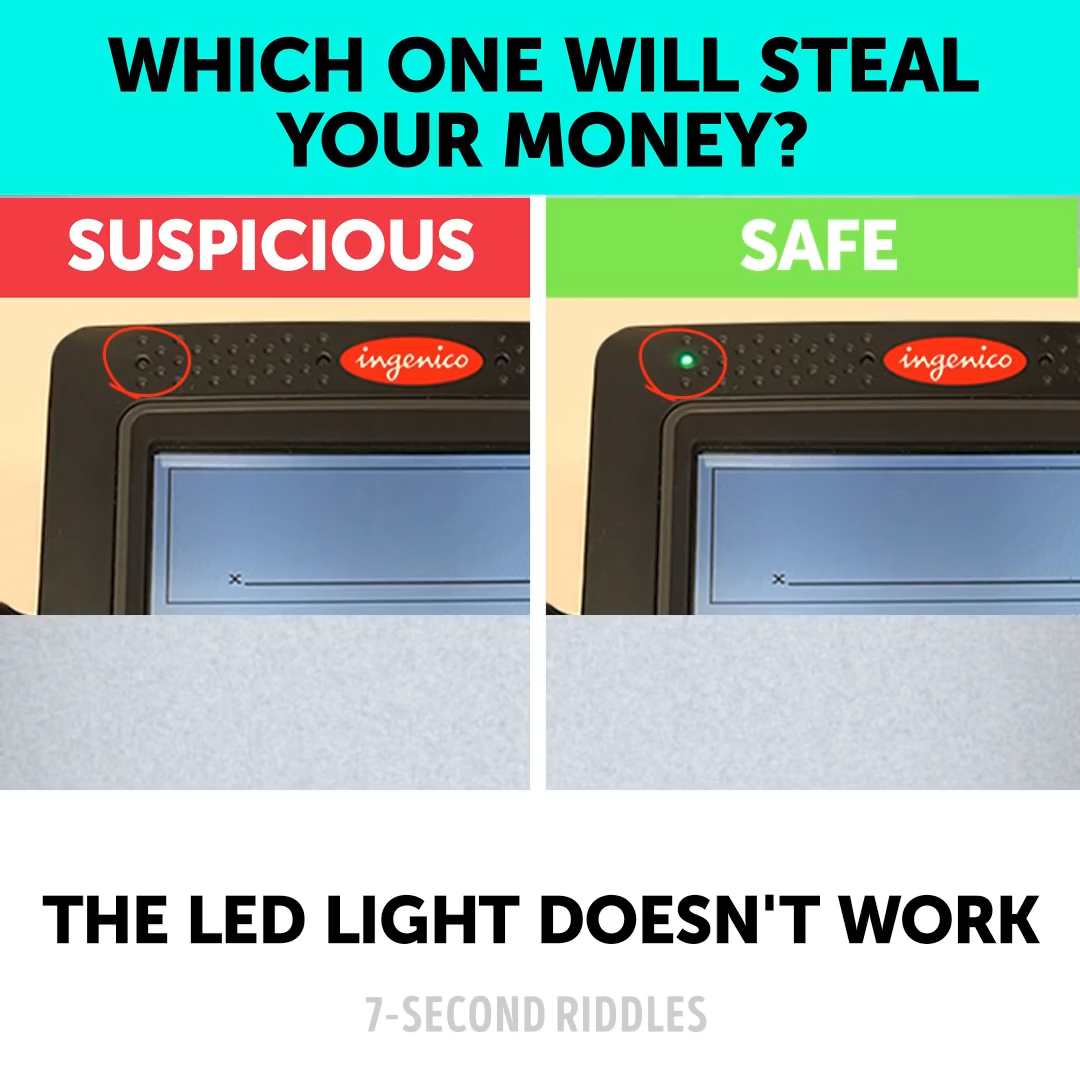 WHICH ONE WILL STEAL
YOUR MONEY?
SUSPICIOUS
SAFE
ingenico
ingenico
×
×
THE LED LIGHT DOESN'T WORK
7-SECOND RIDDLES